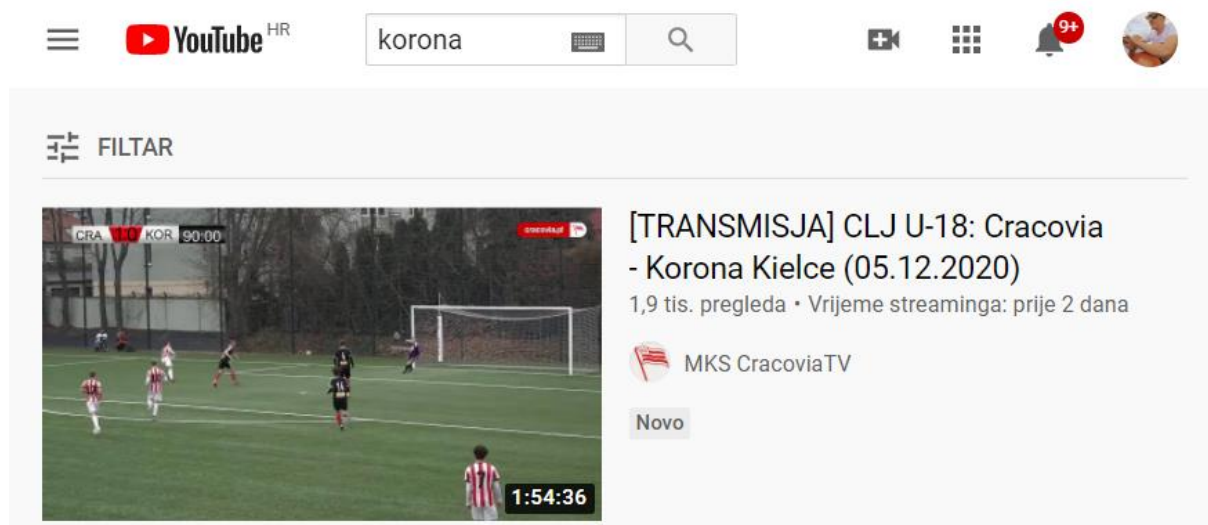 YouTube HR
korona
9+
FILTAR
CRA 1:0 KOR 90:00
cracovia.pl
1:54:36
[TRANSMISJA] CLJ U-18: Cracovia
- Korona Kielce (05.12.2020)
1,9 tis. pregleda • Vrijeme streaminga: prije 2 dana
MKS CracoviaTV
Novo